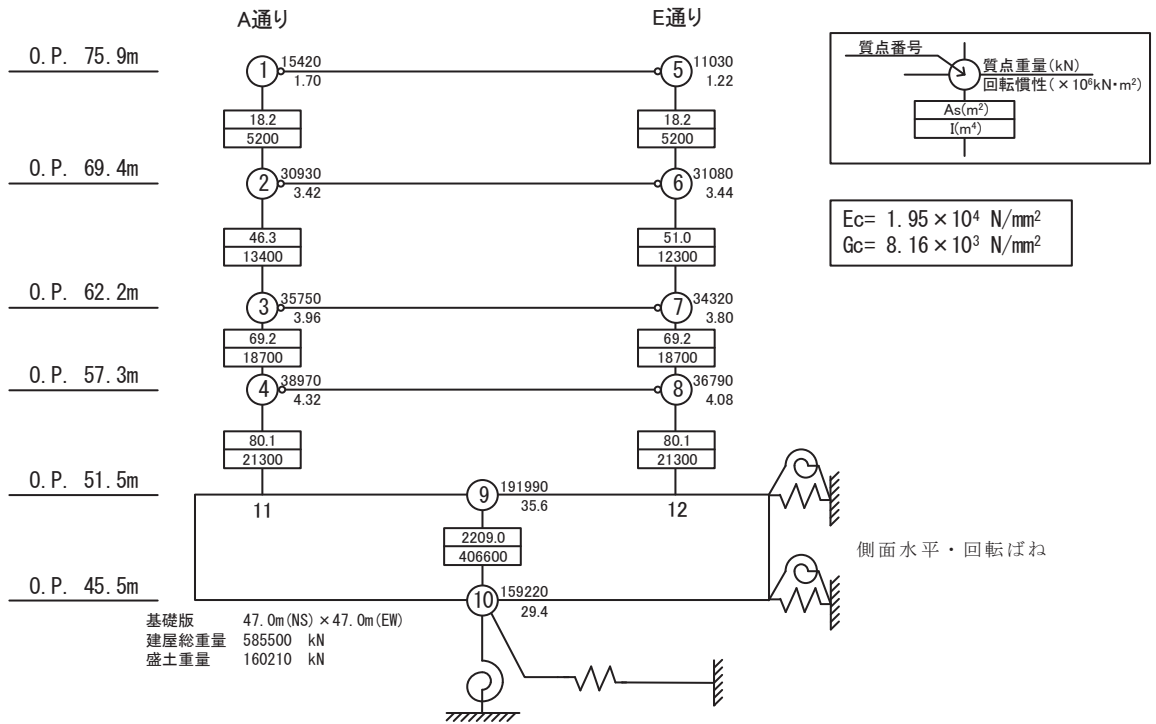 A通り
E通り
O.P. 75.9m
1
15420
1.70
5
11030
1.22
18.2
5200
18.2
5200
O.P. 69.4m
2
30930
3.42
6
31080
3.44
46.3
13400
51.0
12300
O.P. 62.2m
3
35750
3.96
7
34320
3.80
69.2
18700
69.2
18700
O.P. 57.3m
4
38970
4.32
8
36790
4.08
80.1
21300
80.1
21300
O.P. 51.5m
11
9
191990
35.6
12
2209.0
406600
側面水平・回転ばね
O.P. 45.5m
10
159220
29.4
基礎版 47.0m(NS)×47.0m(EW)
建屋総重量 585500 kN
盛土重量 160210 kN
質点番号
質点重量(kN)
回転慣性(×10⁶kN・m²)
As(m²)
I(m⁴)
Ec= 1.95×10⁴ N/mm²
Gc= 8.16×10³ N/mm²